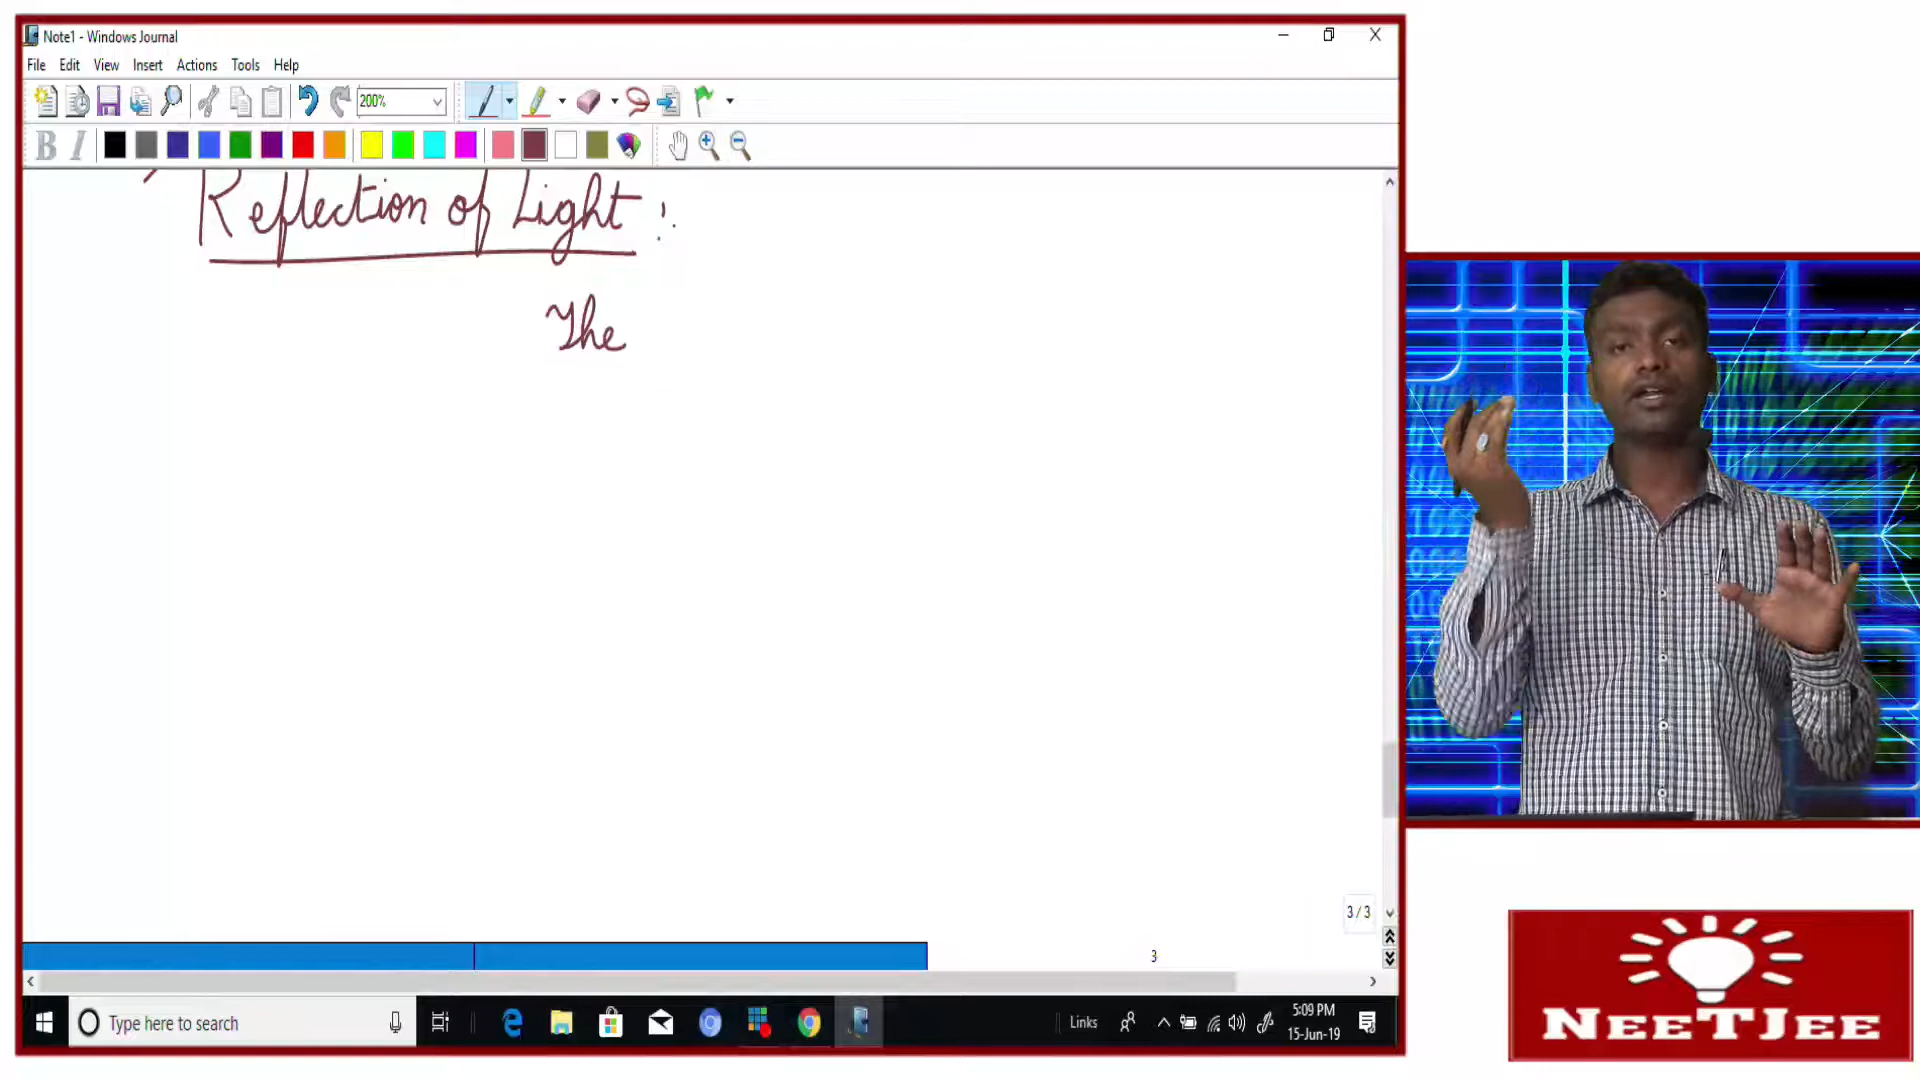 Note1 - Windows Journal
File Edit View Insert Actions Tools Help
200%
B I
Reflection of Light :
The
3 / 3
3
Type here to search
Links
5:09 PM
15-Jun-19
NEETJEE